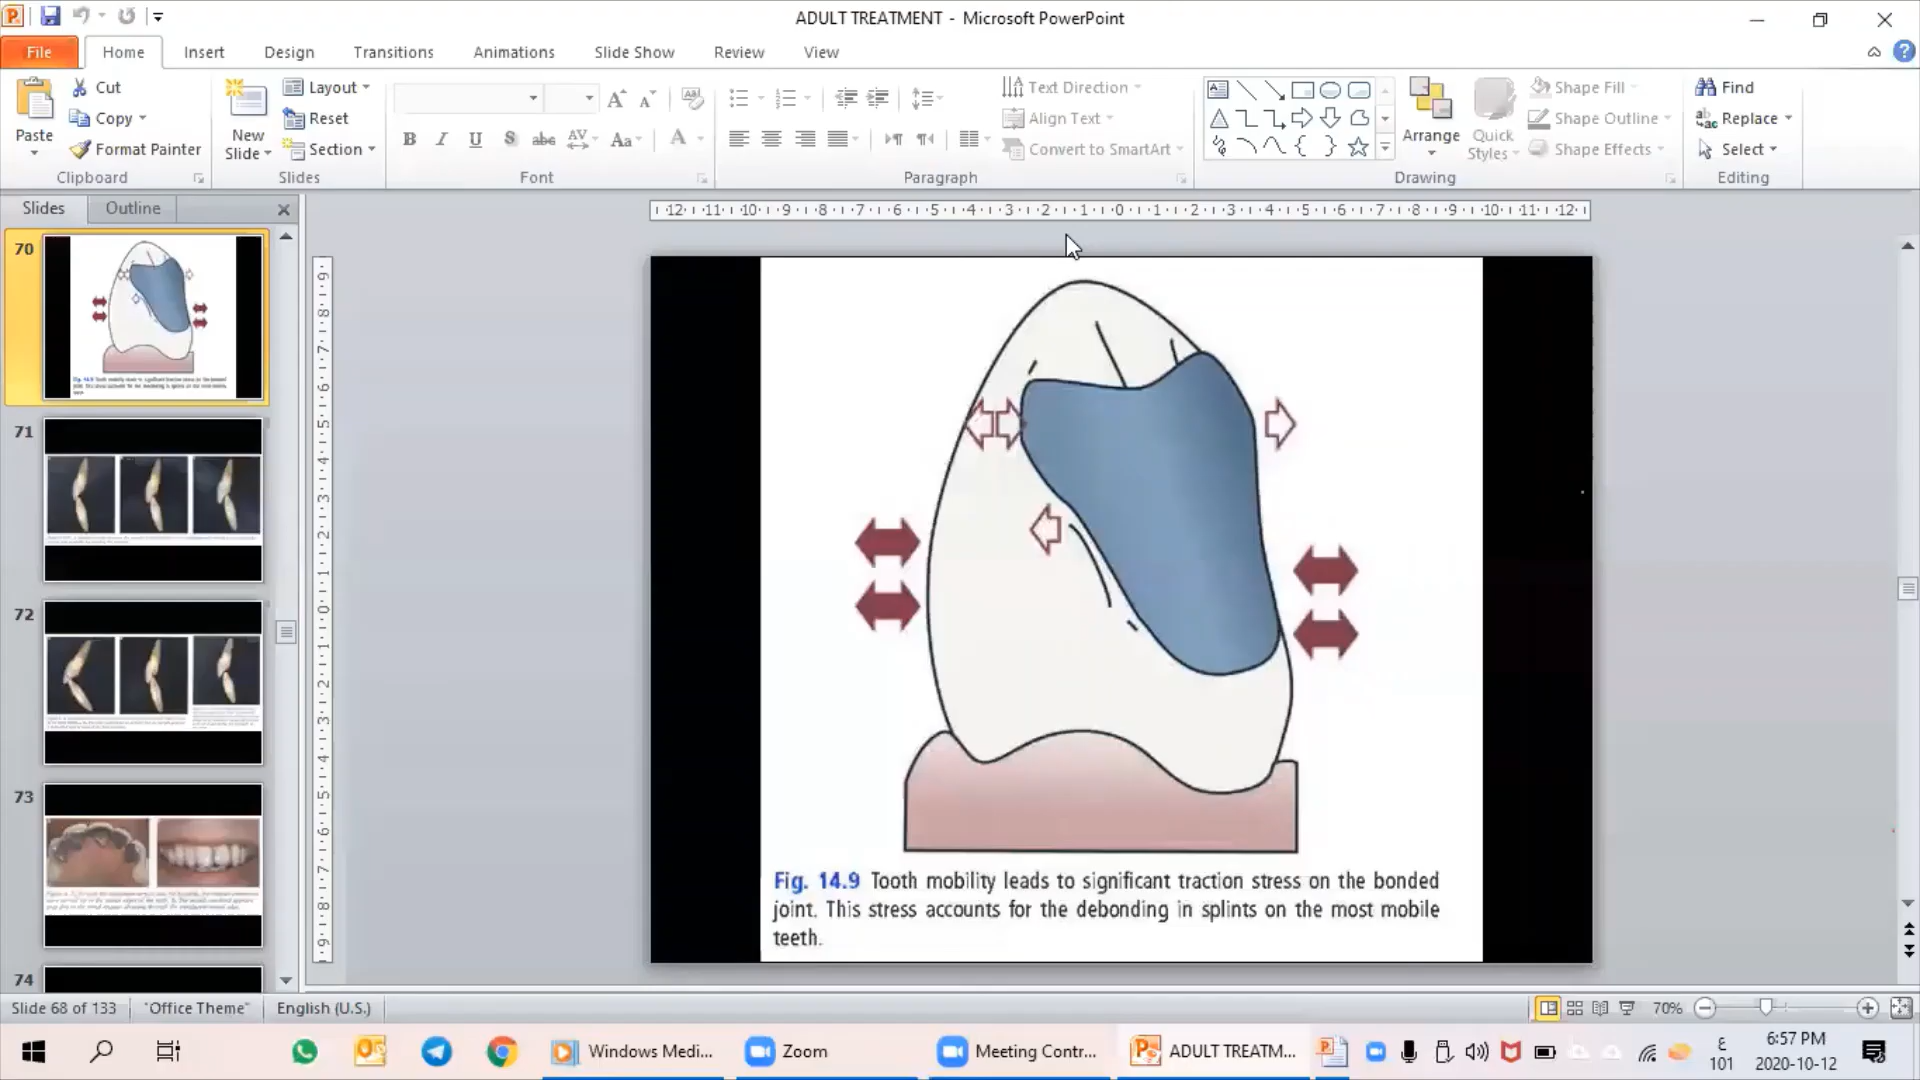 ADULT TREATMENT - Microsoft PowerPoint
File Home Insert Design Transitions Animations Slide Show Review View
Paste
Cut
Copy
Format Painter
Clipboard
New Slide
Layout
Reset
Section
Slides
Font
Text Direction
Align Text
Convert to SmartArt
Paragraph
Arrange
Quick Styles
Shape Fill
Shape Outline
Shape Effects
Drawing
Find
Replace
Select
Editing
Slides Outline
70
71
72
73
74
Fig. 14.9 Tooth mobility leads to significant traction stress on the bonded
joint. This stress accounts for the debonding in splints on the most mobile
teeth.
Slide 68 of 133 "Office Theme" English (U.S.) 70%
Windows Medi... Zoom Meeting Contr... ADULT TREATM...
ع
101
6:57 PM
2020-10-12